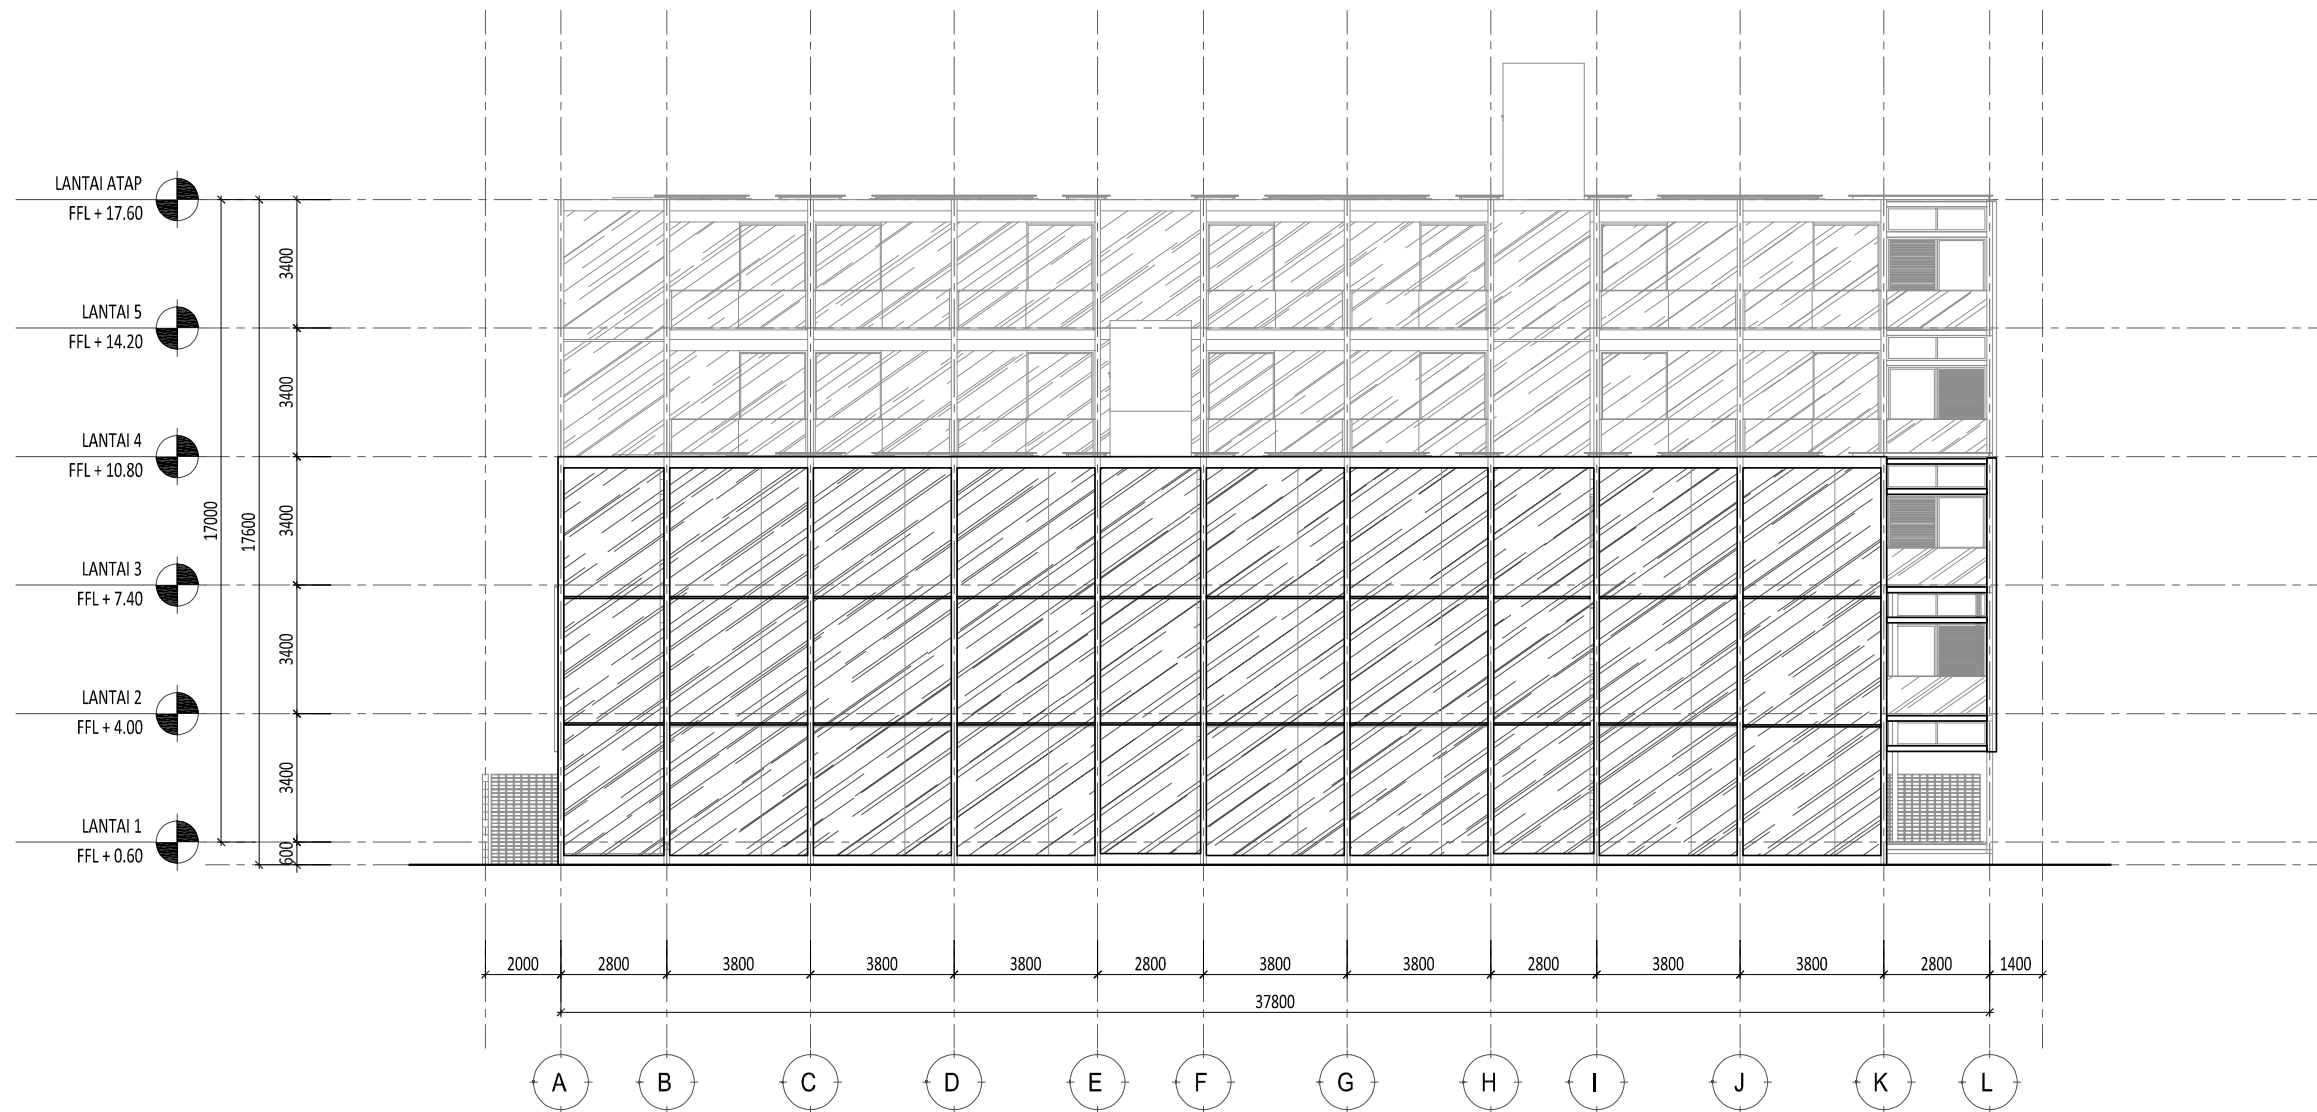 LANTAI ATAP
FFL + 17.60
3400
LANTAI 5
FFL + 14.20
3400
LANTAI 4
FFL + 10.80
17000
17600
3400
LANTAI 3
FFL + 7.40
3400
LANTAI 2
FFL + 4.00
3400
LANTAI 1
FFL + 0.60
600
2000 2800 3800 3800 3800 2800 3800 3800 2800 3800 3800 2800 1400
37800
A B C D E F G H I J K L